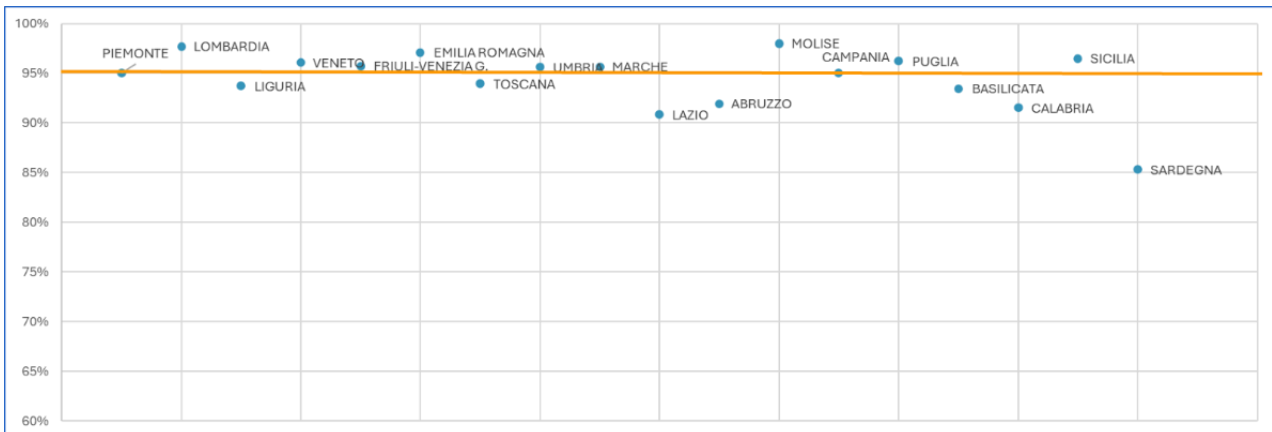 100%
PIEMONTE
LOMBARDIA
EMILIA ROMAGNA
MOLISE
CAMPANIA
VENETO
FRIULI-VENEZIA G.
UMBRIA
MARCHE
PUGLIA
SICILIA
95%
LIGURIA
TOSCANA
BASILICATA
LAZIO
ABRUZZO
CALABRIA
90%
85%
SARDEGNA
80%
75%
70%
65%
60%